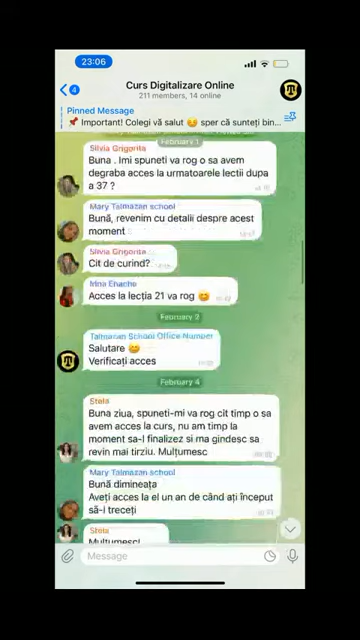 23:06
4
Curs Digitalizare Online
211 members, 14 online
Pinned Message
📌 Important! Colegi vă salut 😊 sper că sunteți bin...
February 1
Silvia Grigorita
Buna . Imi spuneti va rog o sa avem
degraba acces la urmatoarele lectii dupa
a 37 ?
Mary Talmazan school
Bună, revenim cu detalii despre acest
moment
Silvia Grigorita
Cit de curind?
Irina Enache
Acces la lecția 21 va rog 😊
February 2
Talmazan School Office Number
Salutare 😄
Verificați acces
February 4
Stela
Buna ziua, spuneti-mi va rog cit timp o sa
avem acces la curs, nu am timp la
moment sa-l finalizez si ma gindesc sa
revin mai tirziu. Mulțumesc
Mary Talmazan school
Bună dimineața
Aveți acces la el un an de când ați început
să-i treceți
Stela
Multumesc!
Message